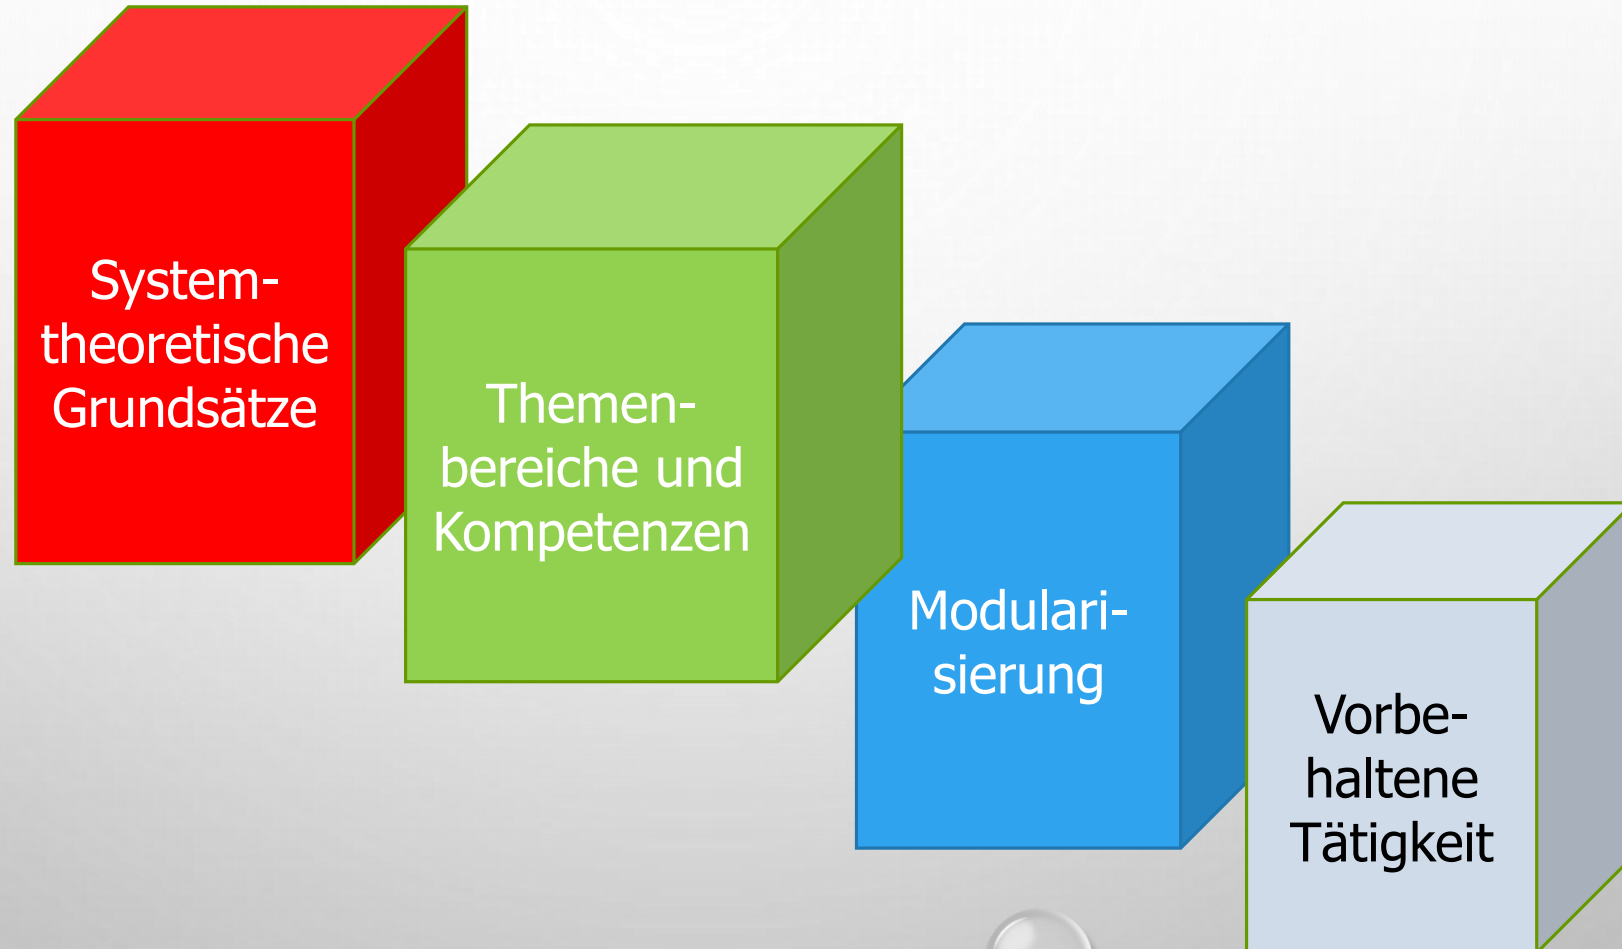 System-
theoretische
Grundsätze
Themen-
bereiche und
Kompetenzen
Modulari-
sierung
Vorbe-
haltene
Tätigkeit